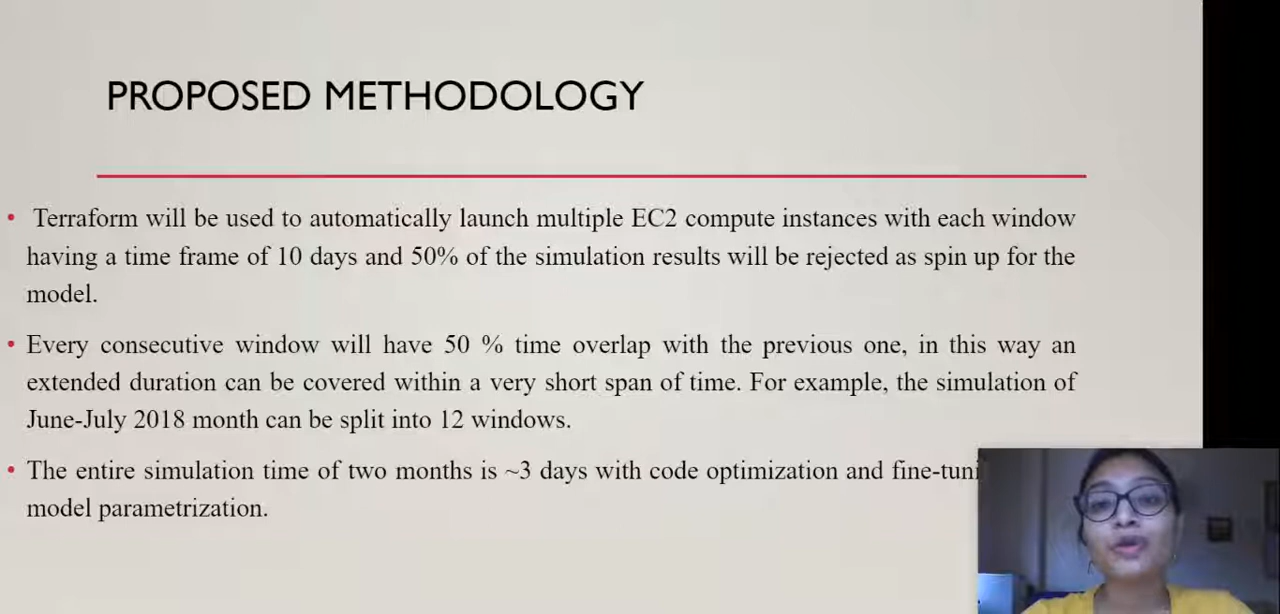 PROPOSED METHODOLOGY
• Terraform will be used to automatically launch multiple EC2 compute instances with each window
having a time frame of 10 days and 50% of the simulation results will be rejected as spin up for the
model.
• Every consecutive window will have 50 % time overlap with the previous one, in this way an
extended duration can be covered within a very short span of time. For example, the simulation of
June-July 2018 month can be split into 12 windows.
• The entire simulation time of two months is ~3 days with code optimization and
model parametrization.